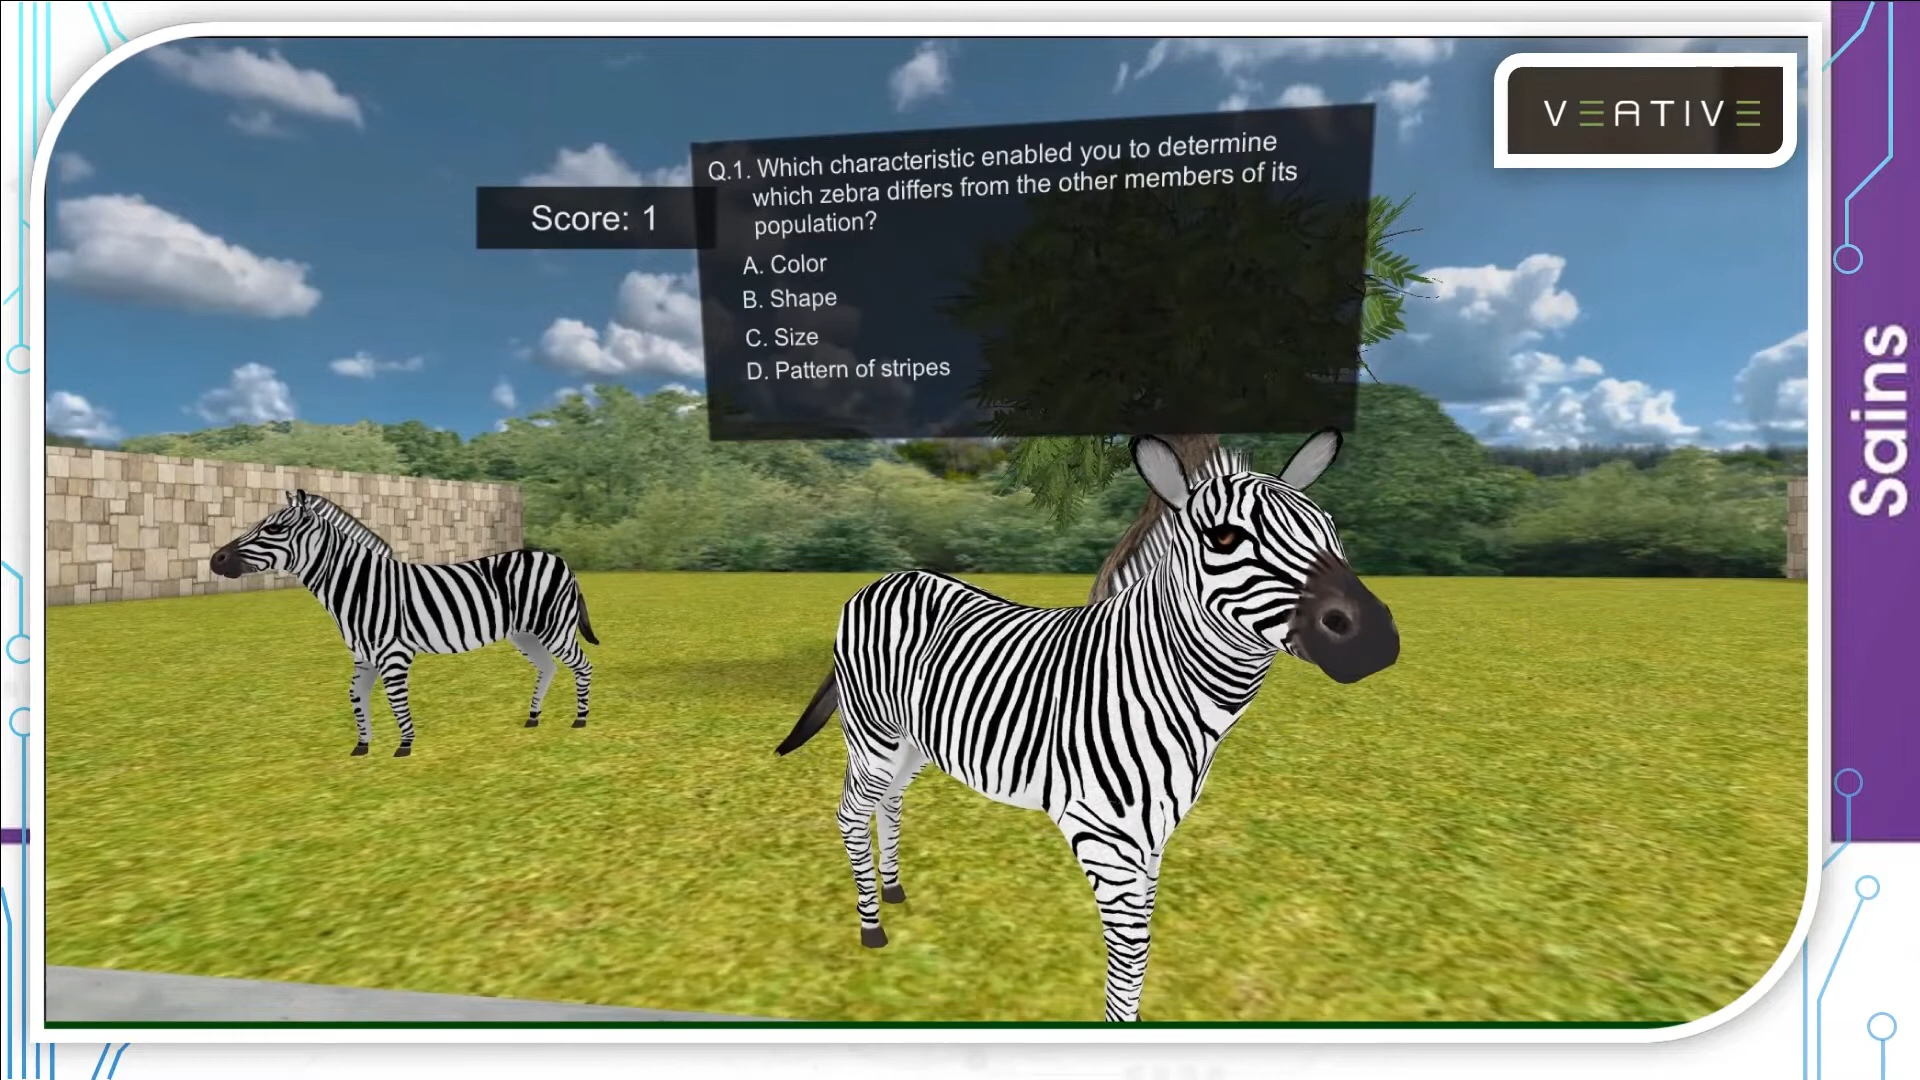 VEATIVE
Q.1. Which characteristic enabled you to determine
which zebra differs from the other members of its
population?
Score: 1
A. Color
B. Shape
C. Size
D. Pattern of stripes
Sains